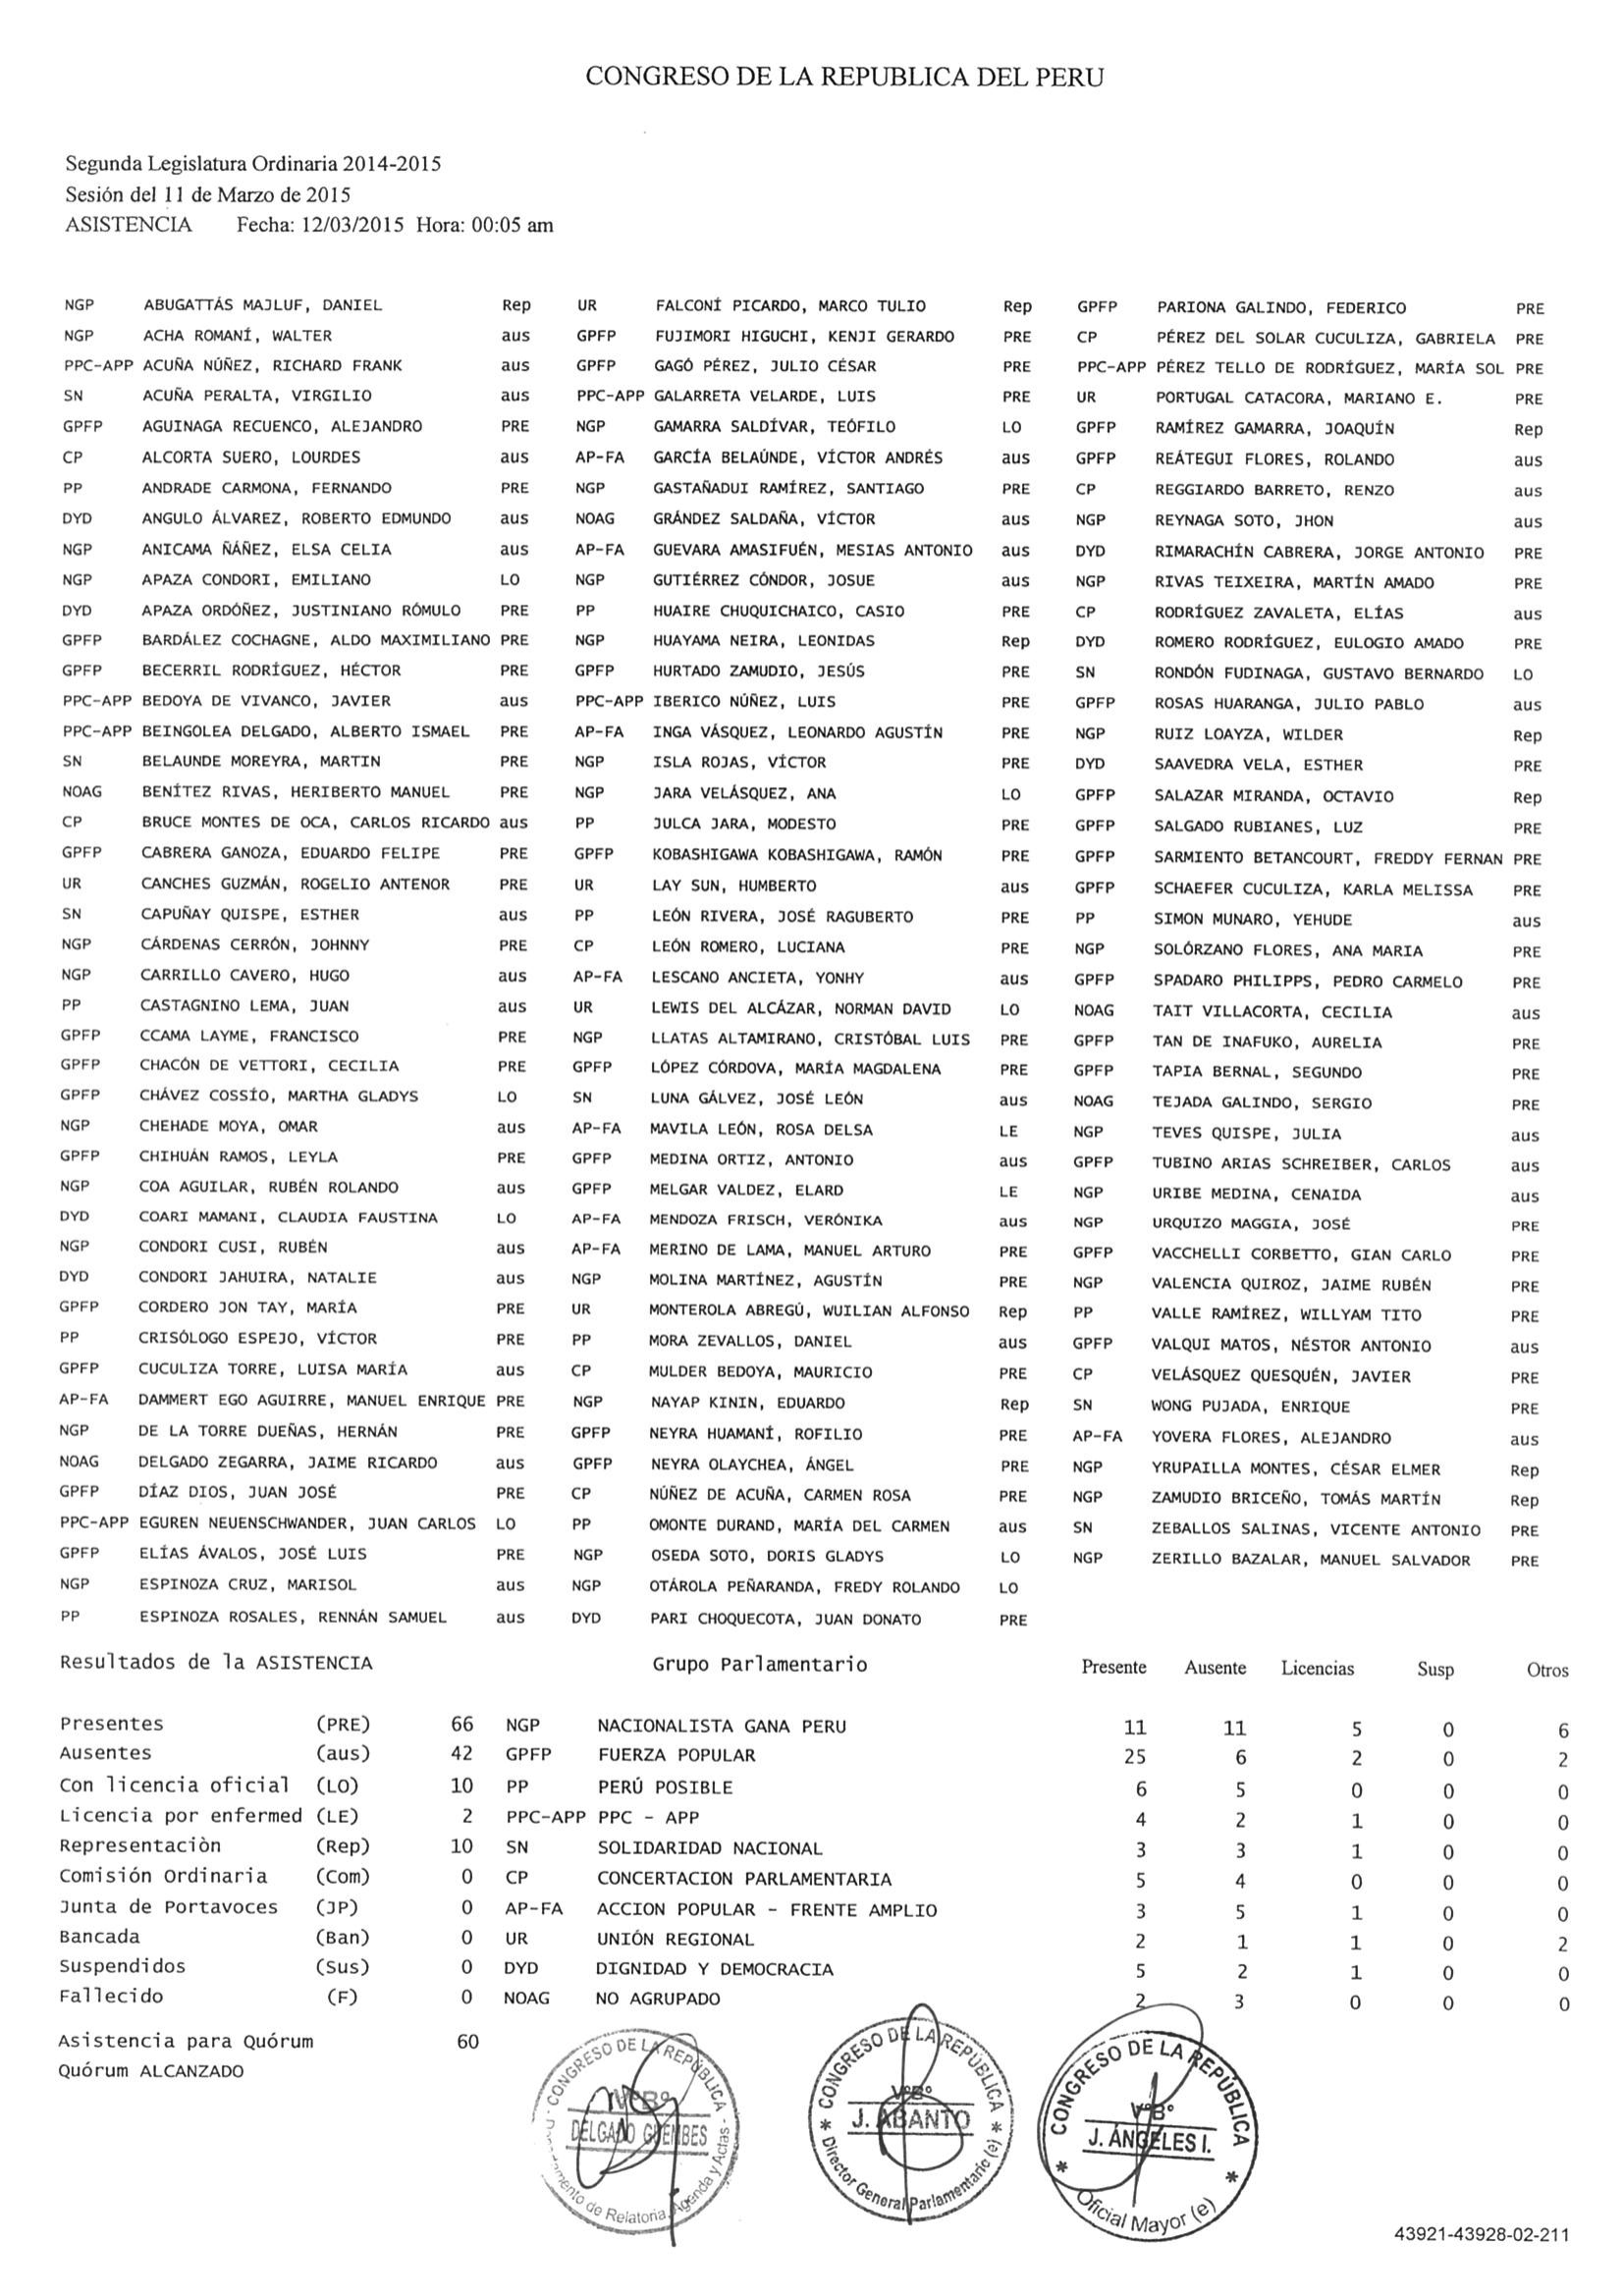 CONGRESO DE LA REPUBLICA DEL PERU
Segunda Legislatura Ordinaria 2014-2015
Sesión del 11 de Marzo de 2015
ASISTENCIA Fecha: 12/03/2015 Hora: 00:05 am
NGP ABUGATTÁS MAJLUF, DANIEL Rep UR FALCONÍ PICARDO, MARCO TULIO Rep GPFP PARIONA GALINDO, FEDERICO PRE
NGP ACHA ROMANÍ, WALTER aus GPFP FUJIMORI HIGUCHI, KENJI GERARDO PRE CP PÉREZ DEL SOLAR CUCULIZA, GABRIELA PRE
PPC-APP ACUÑA NÚÑEZ, RICHARD FRANK aus GPFP GAGÓ PÉREZ, JULIO CÉSAR PRE PPC-APP PÉREZ TELLO DE RODRÍGUEZ, MARÍA SOL PRE
SN ACUÑA PERALTA, VIRGILIO aus PPC-APP GALARRETA VELARDE, LUIS PRE UR PORTUGAL CATACORA, MARIANO E. PRE
GPFP AGUINAGA RECUENCO, ALEJANDRO PRE NGP GAMARRA SALDÍVAR, TEÓFILO LO GPFP RAMÍREZ GAMARRA, JOAQUÍN Rep
CP ALCORTA SUERO, LOURDES aus AP-FA GARCÍA BELAÚNDE, VÍCTOR ANDRÉS aus GPFP REÁTEGUI FLORES, ROLANDO aus
PP ANDRADE CARMONA, FERNANDO PRE NGP GASTAÑADUI RAMÍREZ, SANTIAGO PRE CP REGGIARDO BARRETO, RENZO aus
DYD ANGULO ÁLVAREZ, ROBERTO EDMUNDO aus NOAG GRÁNDEZ SALDAÑA, VÍCTOR aus NGP REYNAGA SOTO, JHON aus
NGP ANICAMA ÑÁÑEZ, ELSA CELIA aus AP-FA GUEVARA AMASIFUÉN, MESIAS ANTONIO aus DYD RIMARACHÍN CABRERA, JORGE ANTONIO PRE
NGP APAZA CONDORI, EMILIANO LO NGP GUTIÉRREZ CÓNDOR, JOSUE aus NGP RIVAS TEIXEIRA, MARTÍN AMADO PRE
DYD APAZA ORDÓÑEZ, JUSTINIANO RÓMULO PRE PP HUAIRE CHUQUICHAICO, CASIO PRE CP RODRÍGUEZ ZAVALETA, ELÍAS aus
GPFP BARDÁLEZ COCHAGNE, ALDO MAXIMILIANO PRE NGP HUAYAMA NEIRA, LEONIDAS Rep DYD ROMERO RODRÍGUEZ, EULOGIO AMADO PRE
GPFP BECERRIL RODRÍGUEZ, HÉCTOR PRE GPFP HURTADO ZAMUDIO, JESÚS PRE SN RONDÓN FUDINAGA, GUSTAVO BERNARDO LO
PPC-APP BEDOYA DE VIVANCO, JAVIER aus PPC-APP IBERICO NÚÑEZ, LUIS PRE GPFP ROSAS HUARANGA, JULIO PABLO aus
PPC-APP BEINGOLEA DELGADO, ALBERTO ISMAEL PRE AP-FA INGA VÁSQUEZ, LEONARDO AGUSTÍN PRE NGP RUIZ LOAYZA, WILDER Rep
SN BELAUNDE MOREYRA, MARTIN PRE NGP ISLA ROJAS, VÍCTOR PRE DYD SAAVEDRA VELA, ESTHER PRE
NOAG BENÍTEZ RIVAS, HERIBERTO MANUEL PRE NGP JARA VELÁSQUEZ, ANA LO GPFP SALAZAR MIRANDA, OCTAVIO Rep
CP BRUCE MONTES DE OCA, CARLOS RICARDO aus PP JULCA JARA, MODESTO PRE GPFP SALGADO RUBIANES, LUZ PRE
GPFP CABRERA GANOZA, EDUARDO FELIPE PRE GPFP KOBASHIGAWA KOBASHIGAWA, RAMÓN PRE GPFP SARMIENTO BETANCOURT, FREDDY FERNAN PRE
UR CANCHES GUZMÁN, ROGELIO ANTENOR PRE UR LAY SUN, HUMBERTO aus GPFP SCHAEFER CUCULIZA, KARLA MELISSA PRE
SN CAPUÑAY QUISPE, ESTHER aus PP LEÓN RIVERA, JOSÉ RAGUBERTO PRE PP SIMON MUNARO, YEHUDE aus
NGP CÁRDENAS CERRÓN, JOHNNY PRE CP LEÓN ROMERO, LUCIANA PRE NGP SOLÓRZANO FLORES, ANA MARIA PRE
NGP CARRILLO CAVERO, HUGO aus AP-FA LESCANO ANCIETA, YONHY aus GPFP SPADARO PHILIPPS, PEDRO CARMELO PRE
PP CASTAGNINO LEMA, JUAN aus UR LEWIS DEL ALCÁZAR, NORMAN DAVID LO NOAG TAIT VILLACORTA, CECILIA aus
GPFP CCAMA LAYME, FRANCISCO PRE NGP LLATAS ALTAMIRANO, CRISTÓBAL LUIS PRE GPFP TAN DE INAFUKO, AURELIA PRE
GPFP CHACÓN DE VETTORI, CECILIA PRE GPFP LÓPEZ CÓRDOVA, MARÍA MAGDALENA PRE GPFP TAPIA BERNAL, SEGUNDO PRE
GPFP CHÁVEZ COSSÍO, MARTHA GLADYS LO SN LUNA GÁLVEZ, JOSÉ LEÓN aus NOAG TEJADA GALINDO, SERGIO PRE
NGP CHEHADE MOYA, OMAR aus AP-FA MAVILA LEÓN, ROSA DELSA LE NGP TEVES QUISPE, JULIA aus
GPFP CHIHUÁN RAMOS, LEYLA PRE GPFP MEDINA ORTIZ, ANTONIO aus GPFP TUBINO ARIAS SCHREIBER, CARLOS aus
NGP COA AGUILAR, RUBÉN ROLANDO aus GPFP MELGAR VALDEZ, ELARD LE NGP URIBE MEDINA, CENAIDA aus
DYD COARI MAMANI, CLAUDIA FAUSTINA LO AP-FA MENDOZA FRISCH, VERÓNIKA aus NGP URQUIZO MAGGIA, JOSÉ PRE
NGP CONDORI CUSI, RUBÉN aus AP-FA MERINO DE LAMA, MANUEL ARTURO PRE GPFP VACCHELLI CORBETTO, GIAN CARLO PRE
DYD CONDORI JAHUIRA, NATALIE aus NGP MOLINA MARTÍNEZ, AGUSTÍN PRE NGP VALENCIA QUIROZ, JAIME RUBÉN PRE
GPFP CORDERO JON TAY, MARÍA PRE UR MONTEROLA ABREGÚ, WUILIAN ALFONSO Rep PP VALLE RAMÍREZ, WILLYAM TITO PRE
PP CRISÓLOGO ESPEJO, VÍCTOR PRE PP MORA ZEVALLOS, DANIEL aus GPFP VALQUI MATOS, NÉSTOR ANTONIO aus
GPFP CUCULIZA TORRE, LUISA MARÍA aus CP MULDER BEDOYA, MAURICIO PRE CP VELÁSQUEZ QUESQUÉN, JAVIER PRE
AP-FA DAMMERT EGO AGUIRRE, MANUEL ENRIQUE PRE NGP NAYAP KININ, EDUARDO Rep SN WONG PUJADA, ENRIQUE PRE
NGP DE LA TORRE DUEÑAS, HERNÁN PRE GPFP NEYRA HUAMANÍ, ROFILIO PRE AP-FA YOVERA FLORES, ALEJANDRO aus
NOAG DELGADO ZEGARRA, JAIME RICARDO aus GPFP NEYRA OLAYCHEA, ÁNGEL PRE NGP YRUPAILLA MONTES, CÉSAR ELMER Rep
GPFP DÍAZ DIOS, JUAN JOSÉ PRE CP NÚÑEZ DE ACUÑA, CARMEN ROSA PRE NGP ZAMUDIO BRICEÑO, TOMÁS MARTÍN Rep
PPC-APP EGUREN NEUENSCHWANDER, JUAN CARLOS LO PP OMONTE DURAND, MARÍA DEL CARMEN aus SN ZEBALLOS SALINAS, VICENTE ANTONIO PRE
GPFP ELÍAS ÁVALOS, JOSÉ LUIS PRE NGP OSEDA SOTO, DORIS GLADYS LO NGP ZERILLO BAZALAR, MANUEL SALVADOR PRE
NGP ESPINOZA CRUZ, MARISOL aus NGP OTÁROLA PEÑARANDA, FREDY ROLANDO LO
PP ESPINOZA ROSALES, RENNÁN SAMUEL aus DYD PARI CHOQUECOTA, JUAN DONATO PRE
Resultados de la ASISTENCIA Grupo Parlamentario Presente Ausente Licencias Susp Otros
Presentes (PRE) 66 NGP NACIONALISTA GANA PERU 11 11 5 0 6
Ausentes (aus) 42 GPFP FUERZA POPULAR 25 6 2 0 2
Con licencia oficial (LO) 10 PP PERÚ POSIBLE 6 5 0 0 0
Licencia por enfermed (LE) 2 PPC-APP PPC - APP 4 2 1 0 0
Representaciòn (Rep) 10 SN SOLIDARIDAD NACIONAL 3 3 1 0 0
Comisión Ordinaria (Com) 0 CP CONCERTACION PARLAMENTARIA 5 4 0 0 0
Junta de Portavoces (JP) 0 AP-FA ACCION POPULAR - FRENTE AMPLIO 3 5 1 0 0
Bancada (Ban) 0 UR UNIÓN REGIONAL 2 1 1 0 2
Suspendidos (Sus) 0 DYD DIGNIDAD Y DEMOCRACIA 5 2 1 0 0
Fallecido (F) 0 NOAG NO AGRUPADO 2 3 0 0 0
Asistencia para Quórum 60
Quórum ALCANZADO
CONGRESO DE LA REPÚBLICA
V°B°
DELGADO GUEMBES
de Relatoria, Agenda y Actas
CONGRESO DE LA REPÚBLICA
V°B°
J. ABANTO
Director General Parlamentario (e)
CONGRESO DE LA REPÚBLICA
V°B°
J. ÁNGELES I.
Oficial Mayor (e)
43921-43928-02-211